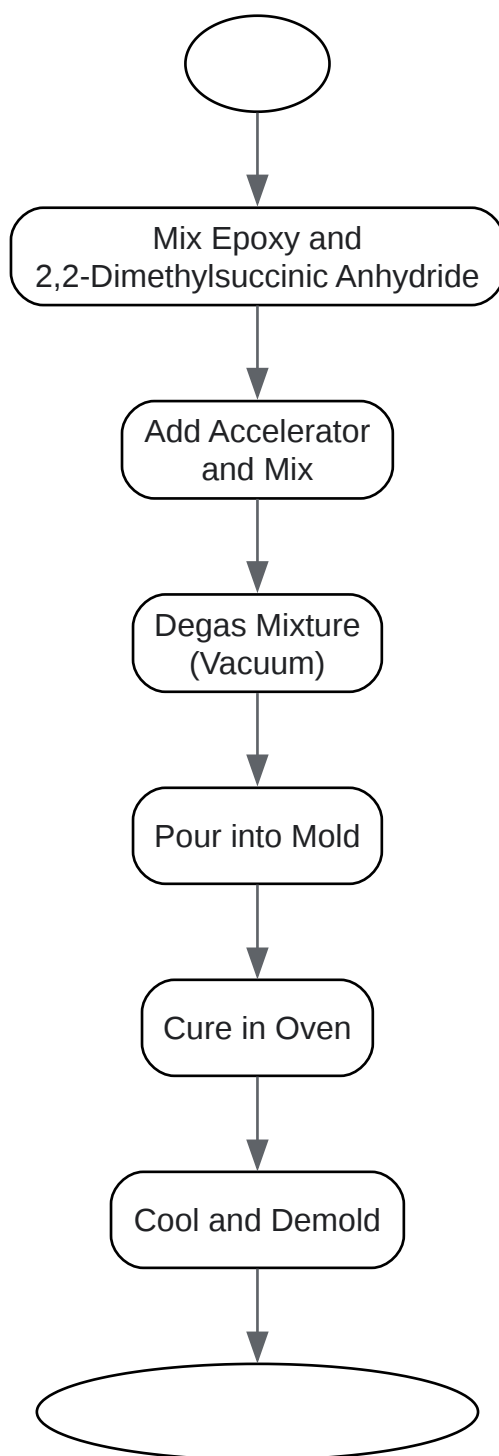 Mix Epoxy and
2,2-Dimethylsuccinic Anhydride
Add Accelerator
and Mix
Degas Mixture
(Vacuum)
Pour into Mold
Cure in Oven
Cool and Demold